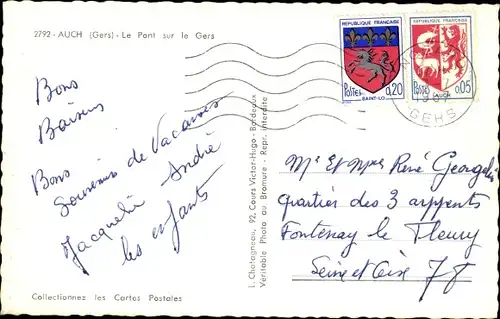 2792 - AUCH (Gers) - Le Pont sur le Gers
Bons
Baisers
Bons
Souvenirs de Vacances
Jacqueline André
les enfants
Collectionnez les Cartes Postales
I. Chatagneau, 92, Cours Victor-Hugo - Bordeaux
Véritable Photo au Bromure - Repr. interdite
REPUBLIQUE FRANÇAISE
POSTES 0,20
SAINT-LO
REPUBLIQUE FRANÇAISE
POSTES 0,05
AUCH
GERS
Mr et Mme René Georgelin
quartier des 3 arpents
Fontenay le Fleury
Seine et Oise 78